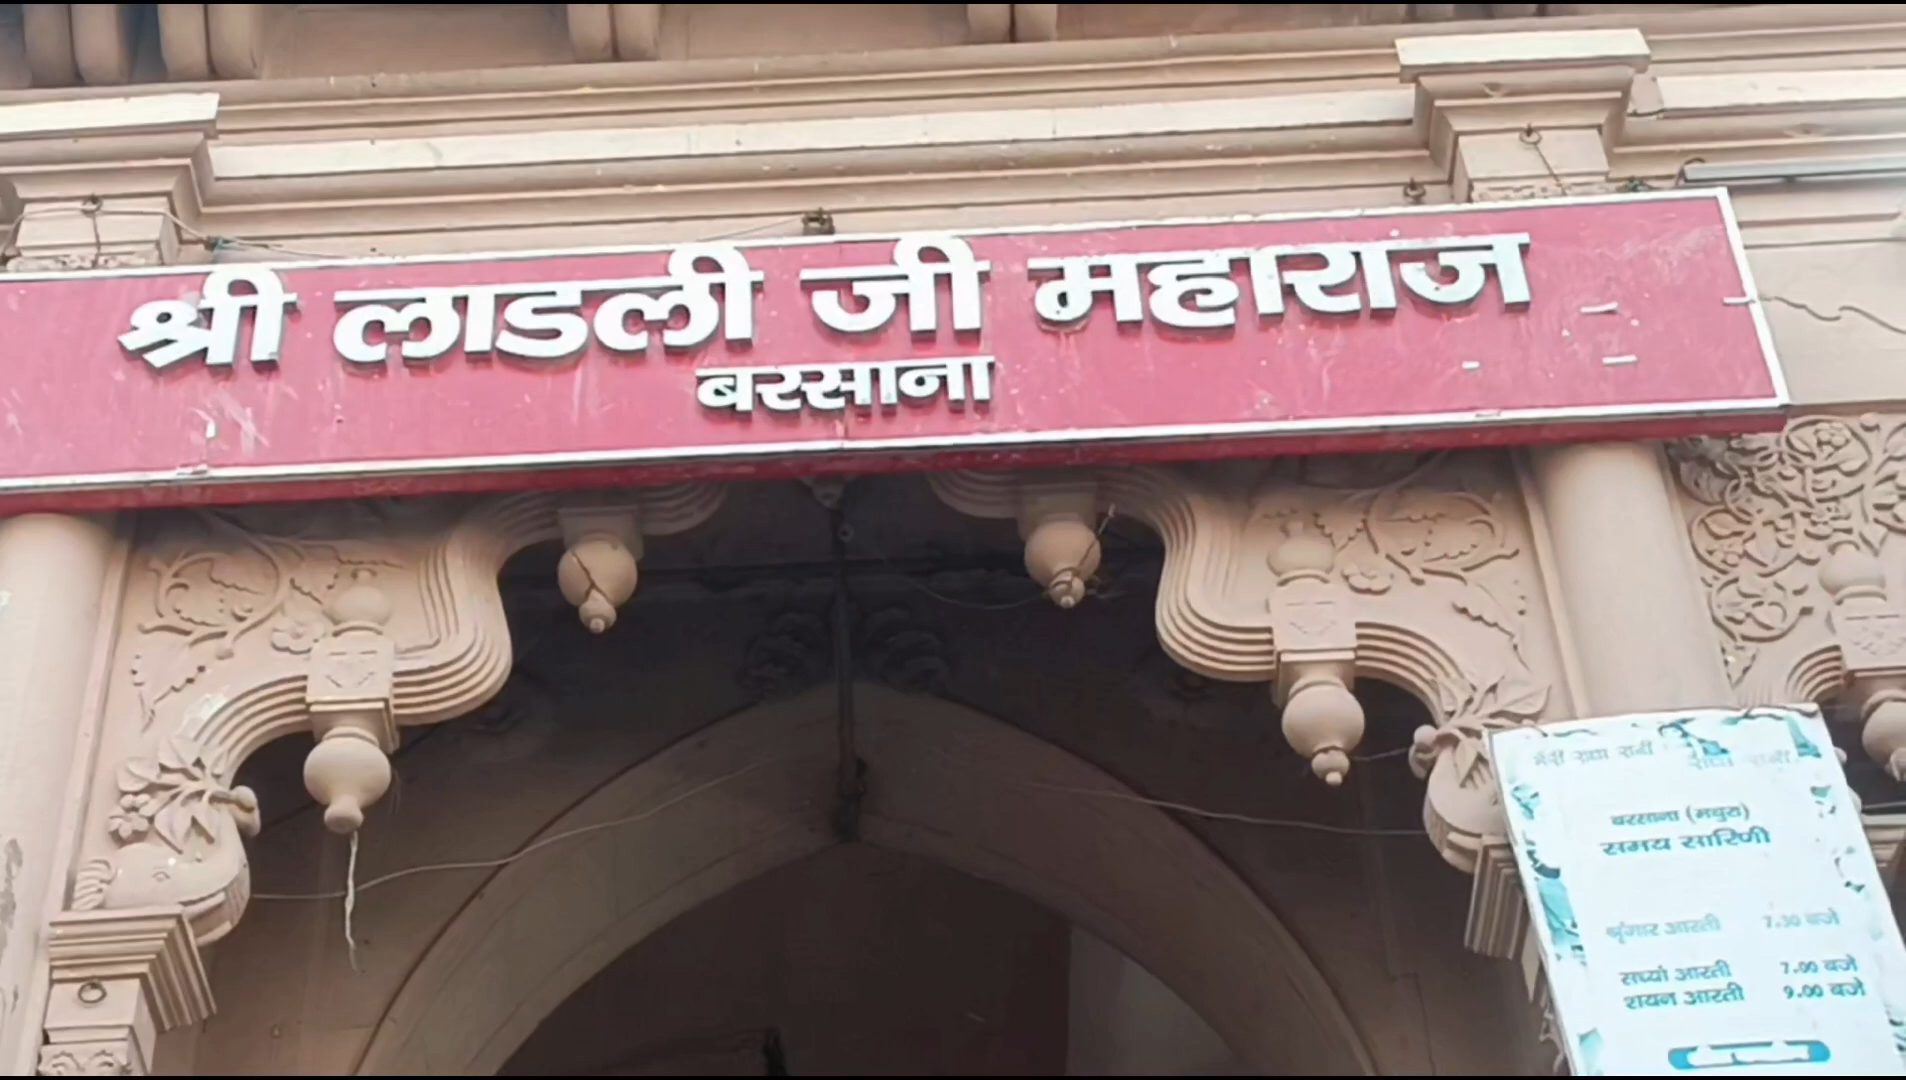 श्री लाडली जी महाराज
बरसाना
मेरी राधा रानी राधा रानी
बरसाना (मथुरा)
समय सारिणी
श्रृंगार आरती 7.30 बजे
सध्यां आरती 7.00 बजे
शयन आरती 9.00 बजे